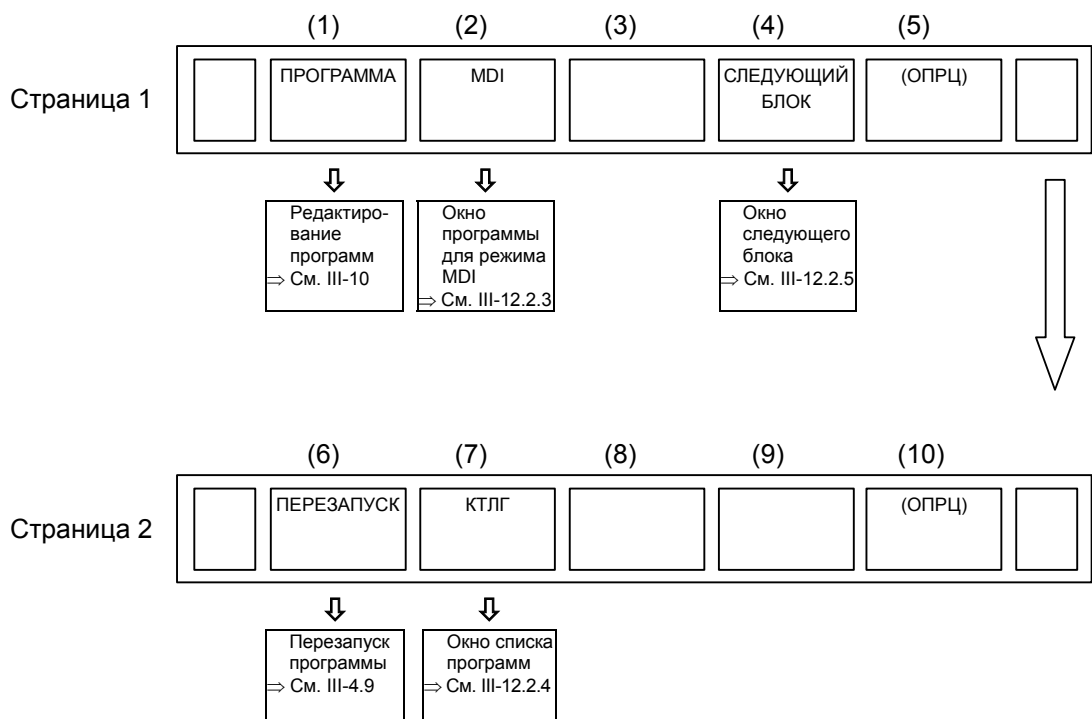 (1) (2) (3) (4) (5)
Страница 1
ПРОГРАММА
MDI
СЛЕДУЮЩИЙ
БЛОК
(ОПРЦ)
Редактиро-
вание
программ
⇒ См. III-10
Окно
программы
для режима
MDI
⇒ См. III-12.2.3
Окно
следующего
блока
⇒ См. III-12.2.5
(6) (7) (8) (9) (10)
Страница 2
ПЕРЕЗАПУСК
КТЛГ
(ОПРЦ)
Перезапуск
программы
⇒ См. III-4.9
Окно списка
программ
⇒ См. III-12.2.4